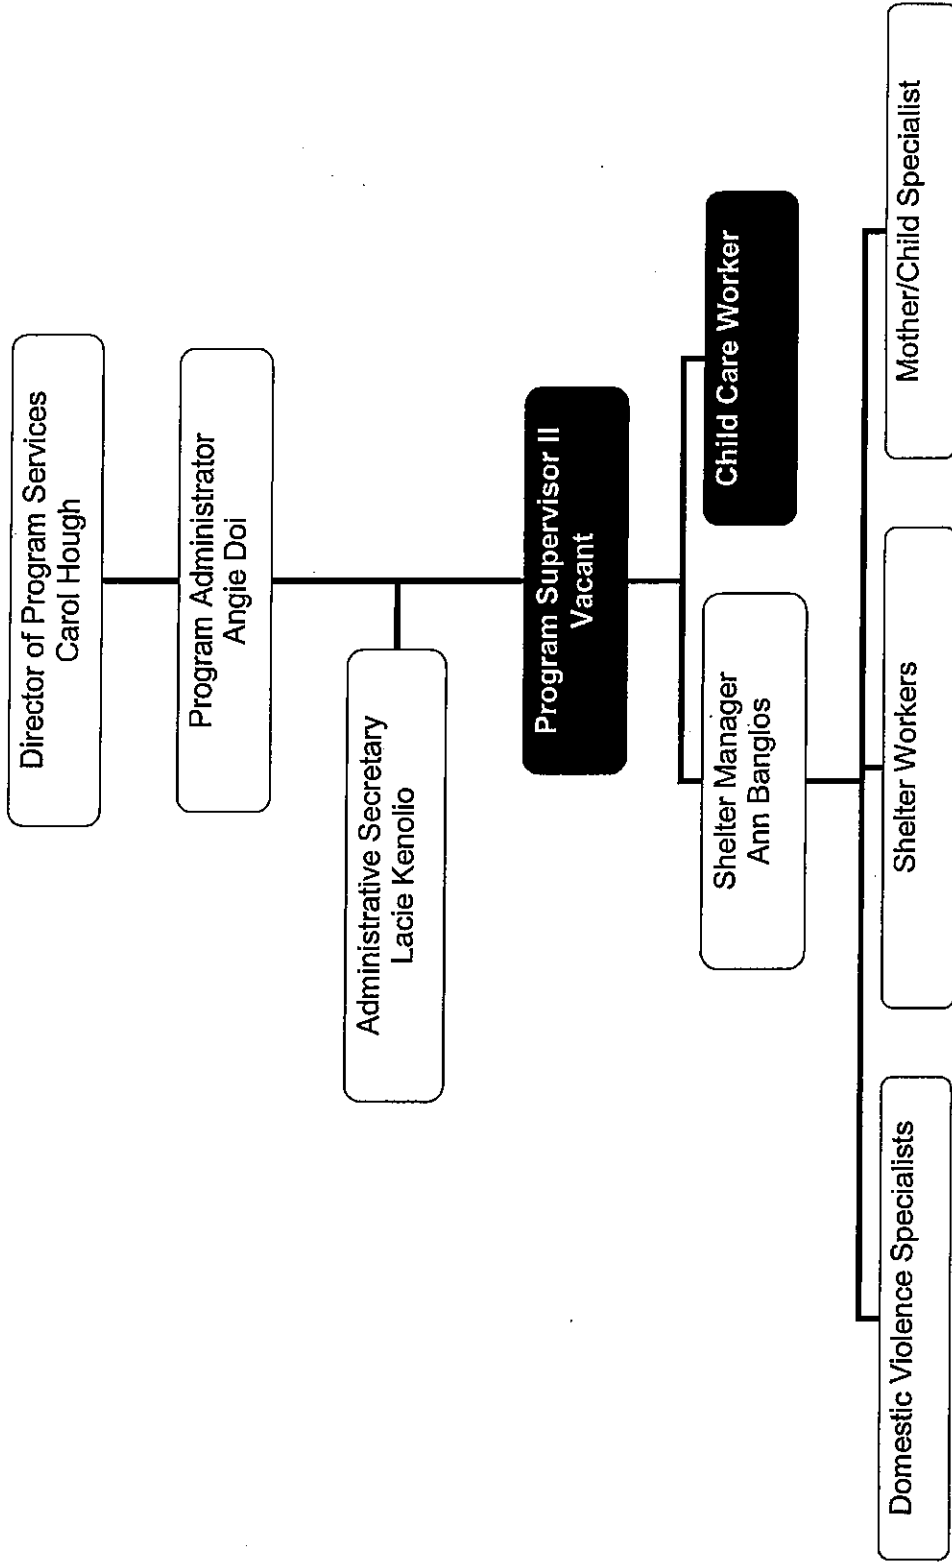 Director of Program Services
Carol Hough
Program Administrator
Angie Doi
Administrative Secretary
Lacie Kenolio
Program Supervisor II
Vacant
Shelter Manager
Ann Banglos
Child Care Worker
Domestic Violence Specialists
Shelter Workers
Mother/Child Specialist